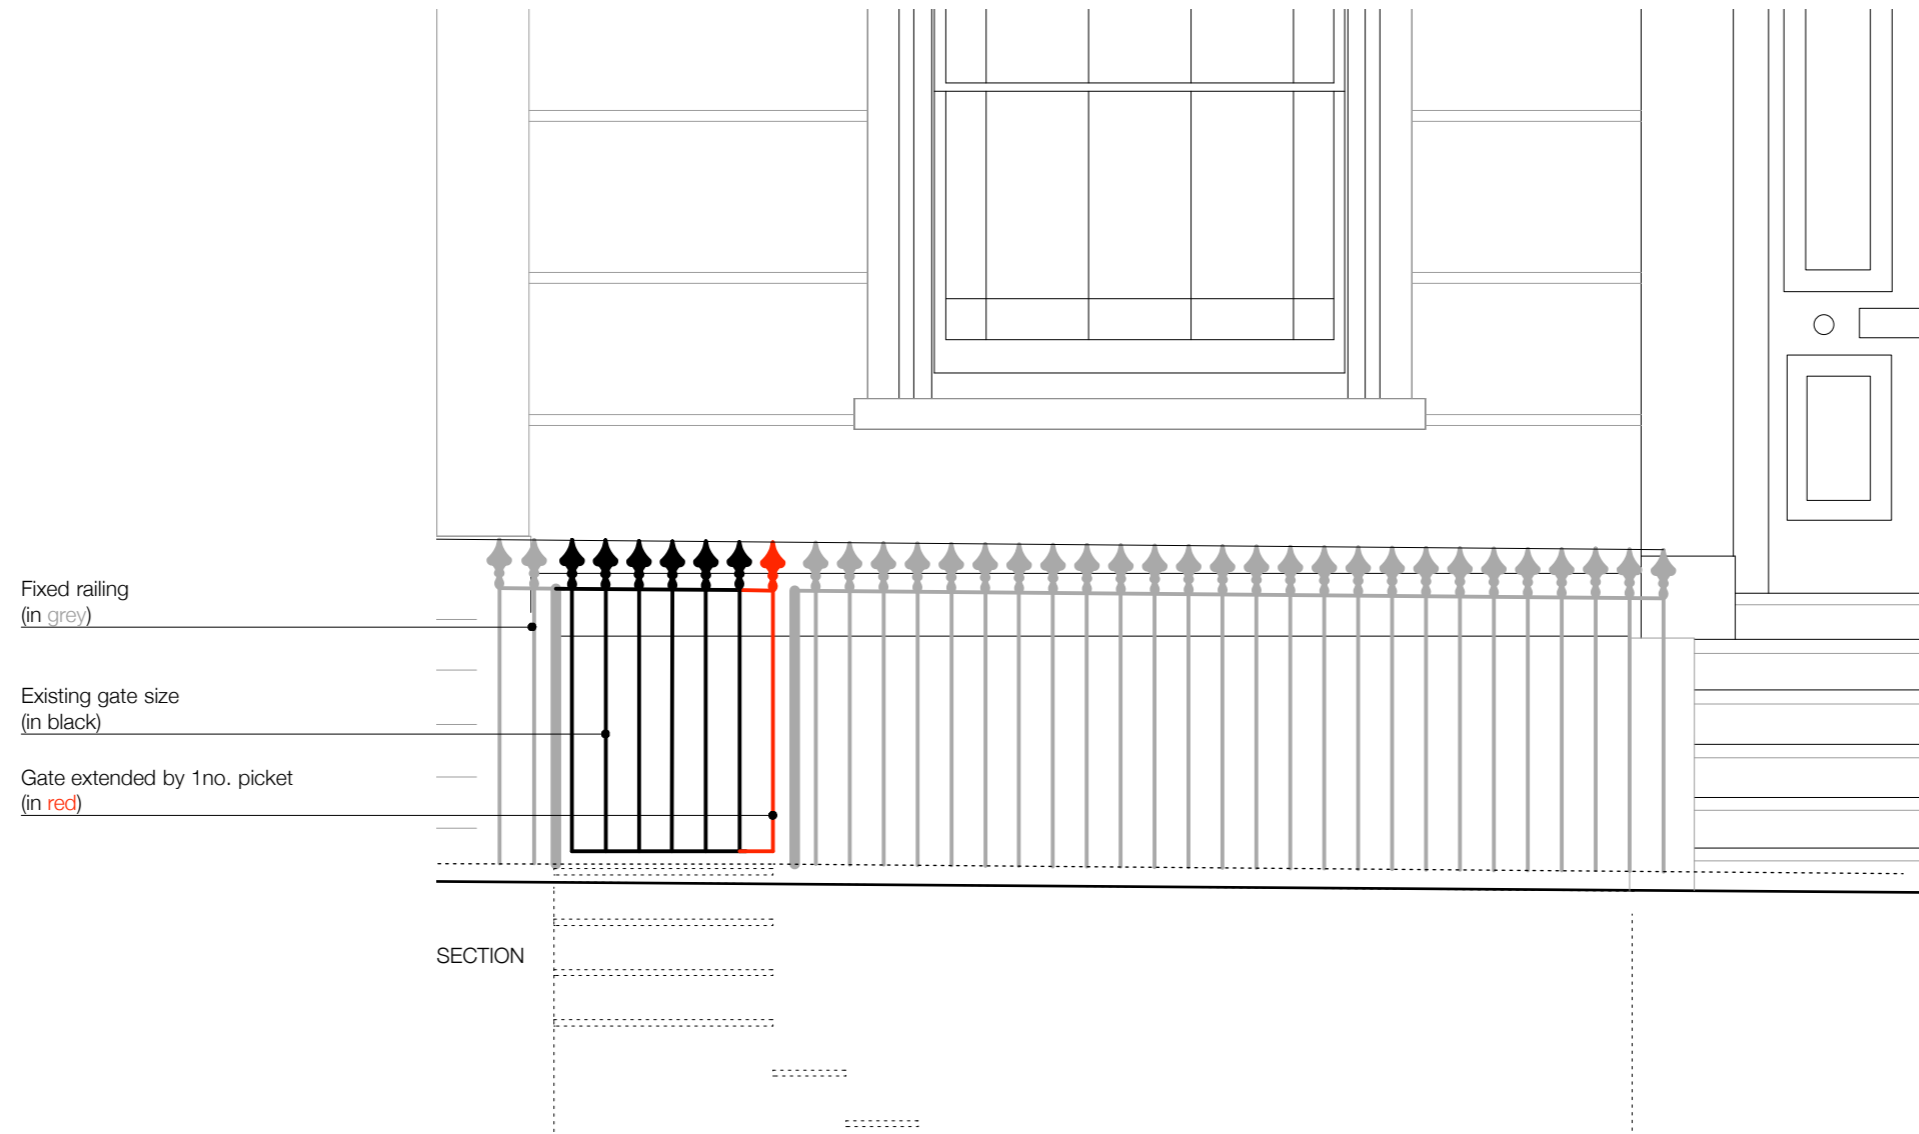 Fixed railing
(in grey)
Existing gate size
(in black)
Gate extended by 1no. picket
(in red)
SECTION